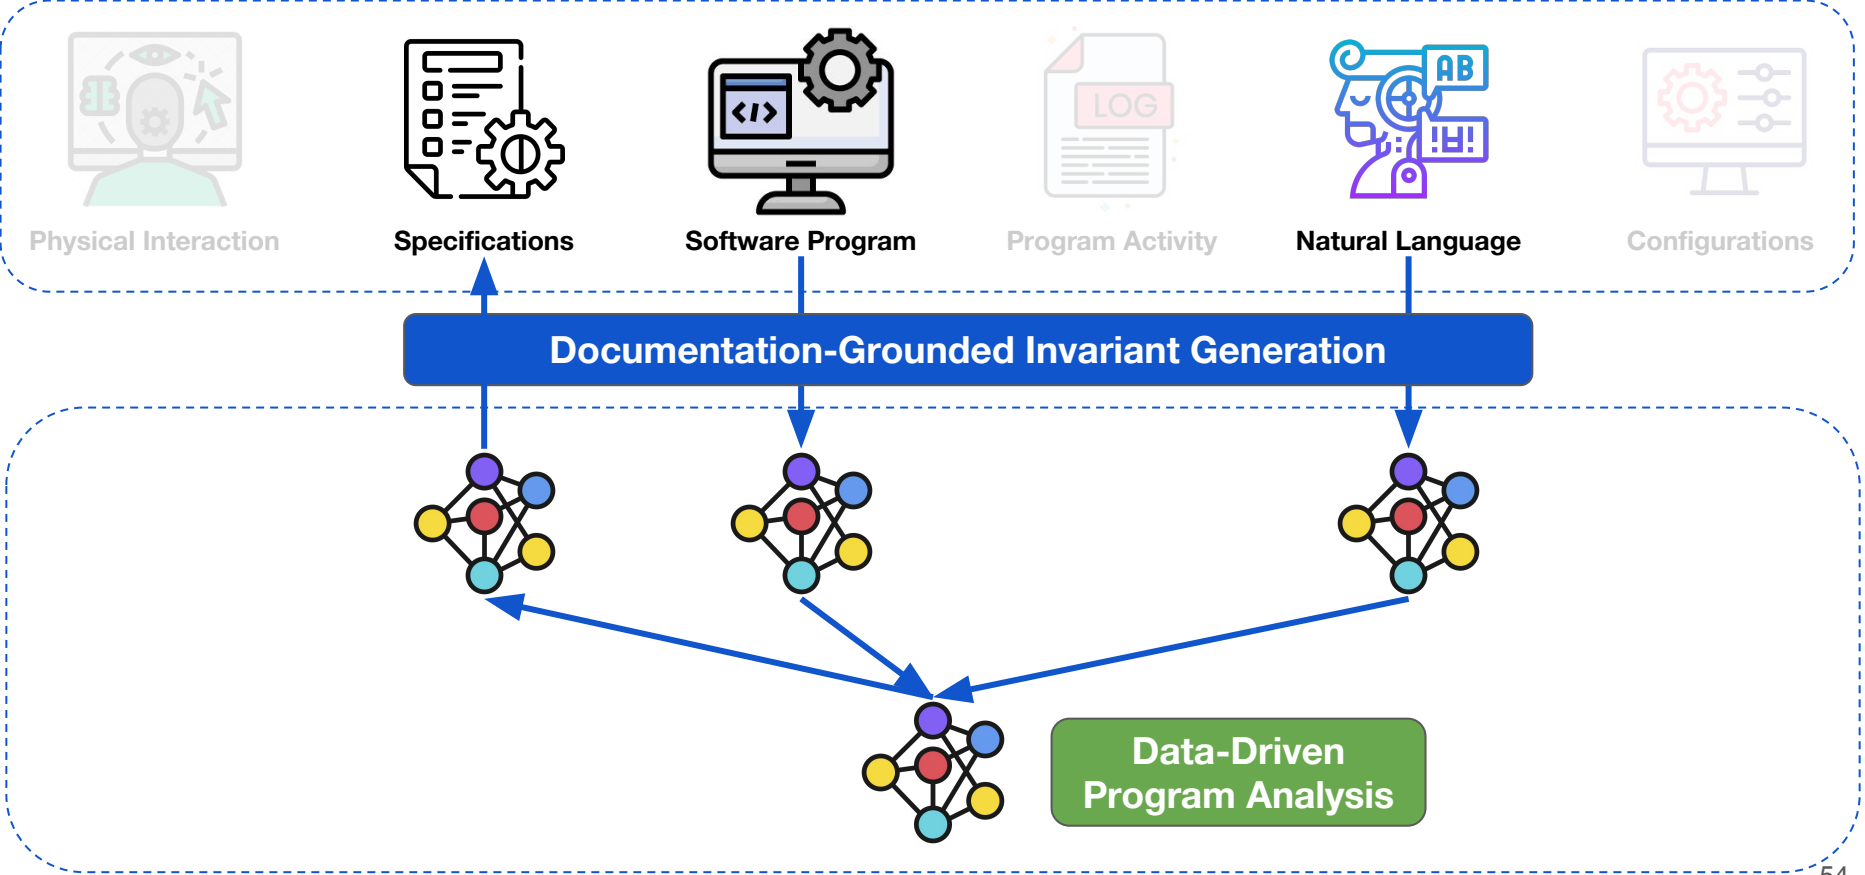 AB
LOG
</>
Physical Interaction
Specifications
Software Program
Program Activity
Natural Language
Configurations
Documentation-Grounded Invariant Generation
Data-Driven
Program Analysis
54